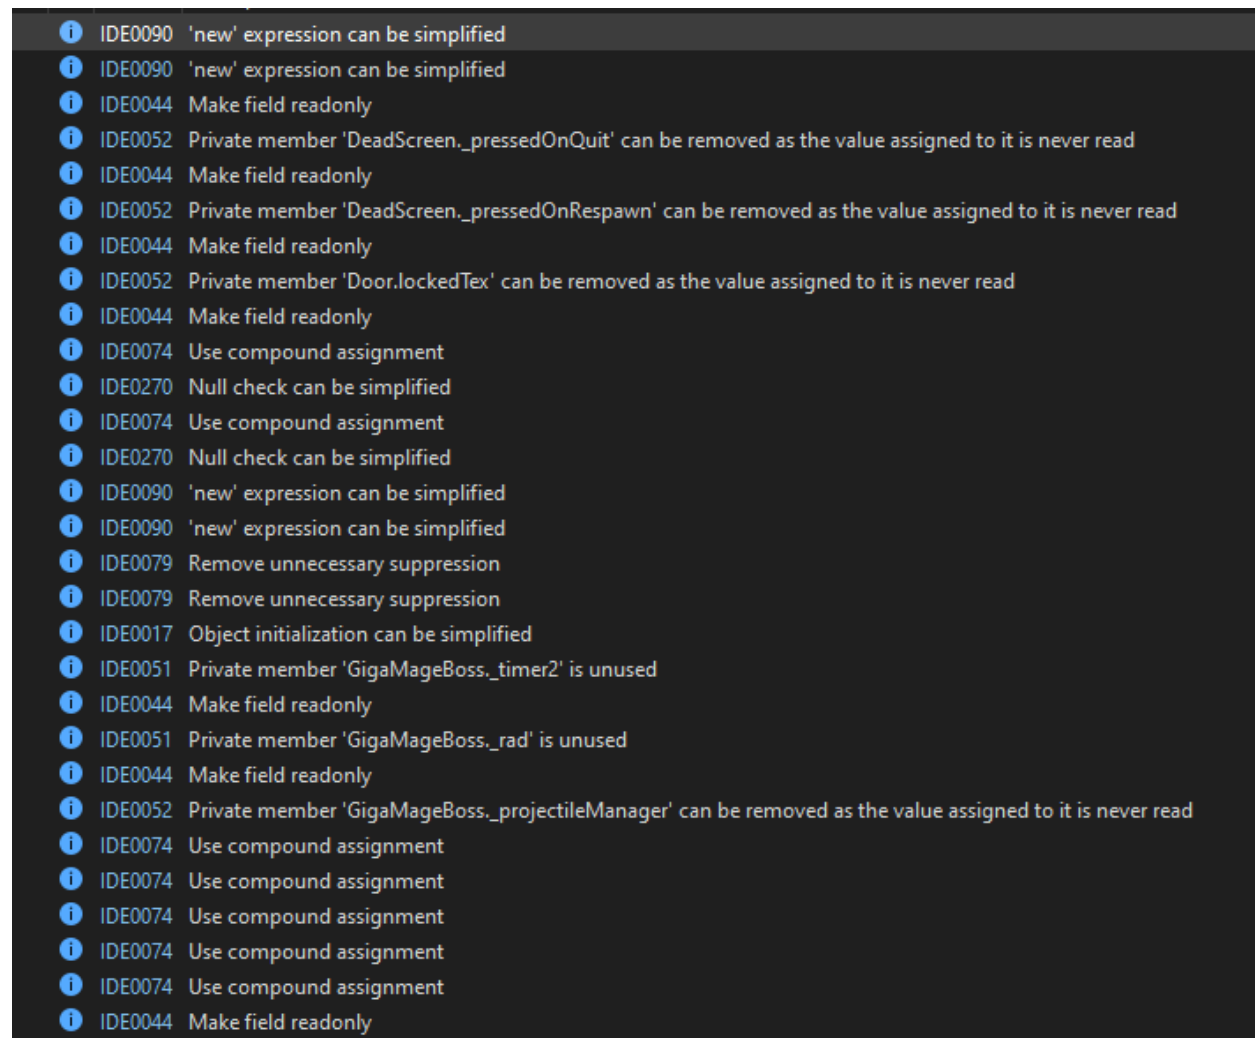 IDE0090 'new' expression can be simplified
IDE0090 'new' expression can be simplified
IDE0044 Make field readonly
IDE0052 Private member 'DeadScreen._pressedOnQuit' can be removed as the value assigned to it is never read
IDE0044 Make field readonly
IDE0052 Private member 'DeadScreen._pressedOnRespawn' can be removed as the value assigned to it is never read
IDE0044 Make field readonly
IDE0052 Private member 'Door.lockedTex' can be removed as the value assigned to it is never read
IDE0044 Make field readonly
IDE0074 Use compound assignment
IDE0270 Null check can be simplified
IDE0074 Use compound assignment
IDE0270 Null check can be simplified
IDE0090 'new' expression can be simplified
IDE0090 'new' expression can be simplified
IDE0079 Remove unnecessary suppression
IDE0079 Remove unnecessary suppression
IDE0017 Object initialization can be simplified
IDE0051 Private member 'GigaMageBoss._timer2' is unused
IDE0044 Make field readonly
IDE0051 Private member 'GigaMageBoss._rad' is unused
IDE0044 Make field readonly
IDE0052 Private member 'GigaMageBoss._projectileManager' can be removed as the value assigned to it is never read
IDE0074 Use compound assignment
IDE0074 Use compound assignment
IDE0074 Use compound assignment
IDE0074 Use compound assignment
IDE0074 Use compound assignment
IDE0044 Make field readonly